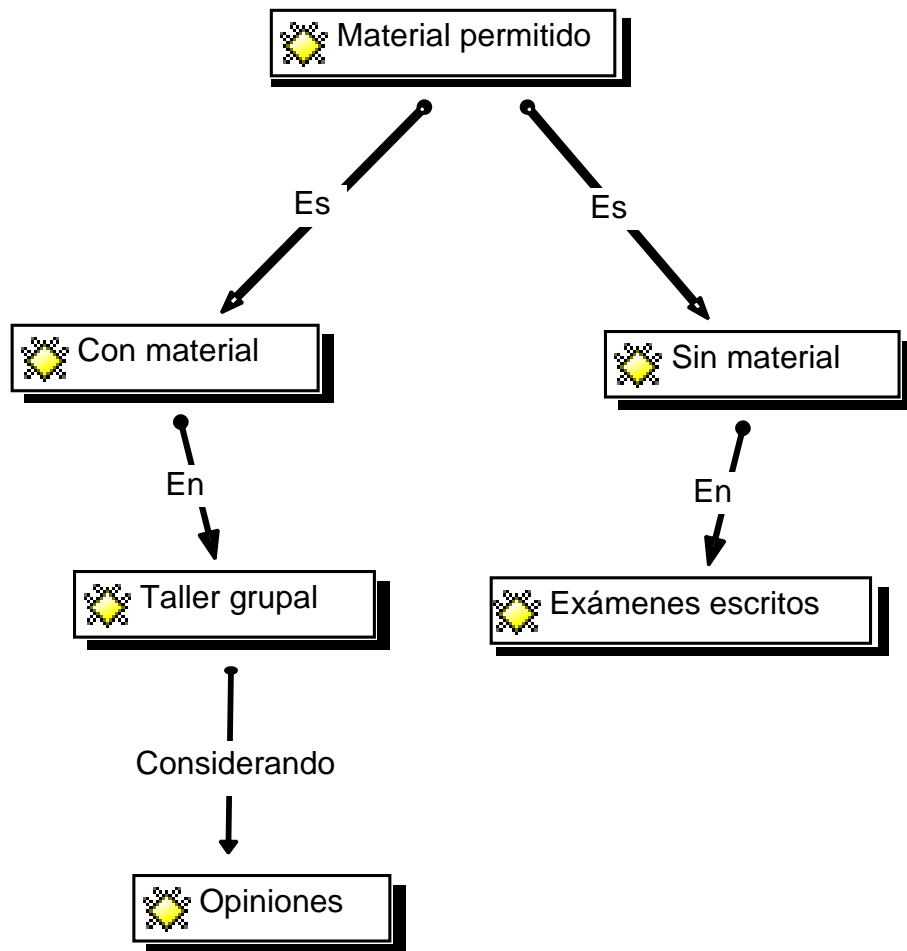 Material permitido
Es
Es
Con material
Sin material
En
En
Taller grupal
Exámenes escritos
Considerando
Opiniones